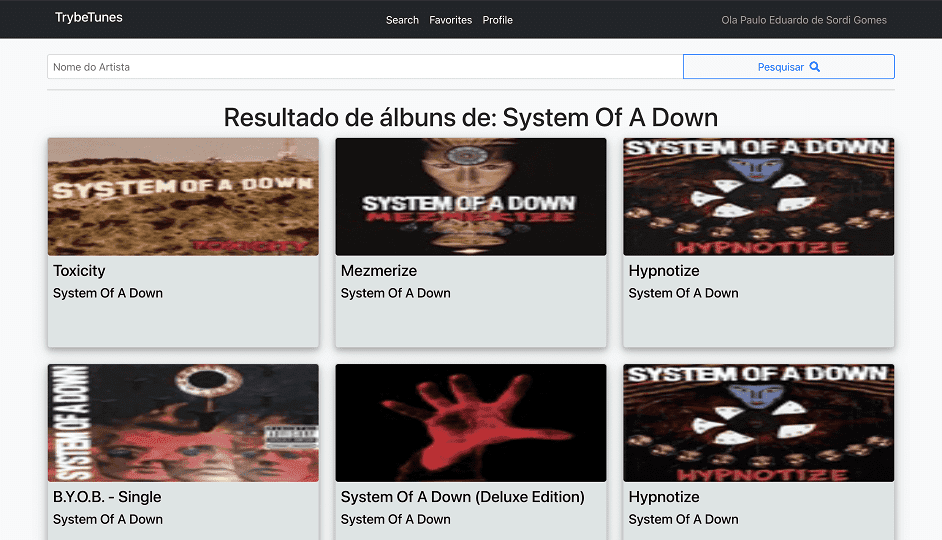 TrybeTunes
Search Favorites Profile
Ola Paulo Eduardo de Sordi Gomes
Nome do Artista
Pesquisar
Resultado de álbuns de: System Of A Down
SYSTEM OF A DOWN
TOXICITY
Toxicity
System Of A Down
SYSTEM OF A DOWN
MEZMERIZE
Mezmerize
System Of A Down
SYSTEM OF A DOWN
HYPNOTIZE
Hypnotize
System Of A Down
SYSTEM OF A DOWN
B.Y.O.B. - Single
System Of A Down
System Of A Down (Deluxe Edition)
System Of A Down
SYSTEM OF A DOWN
HYPNOTIZE
Hypnotize
System Of A Down